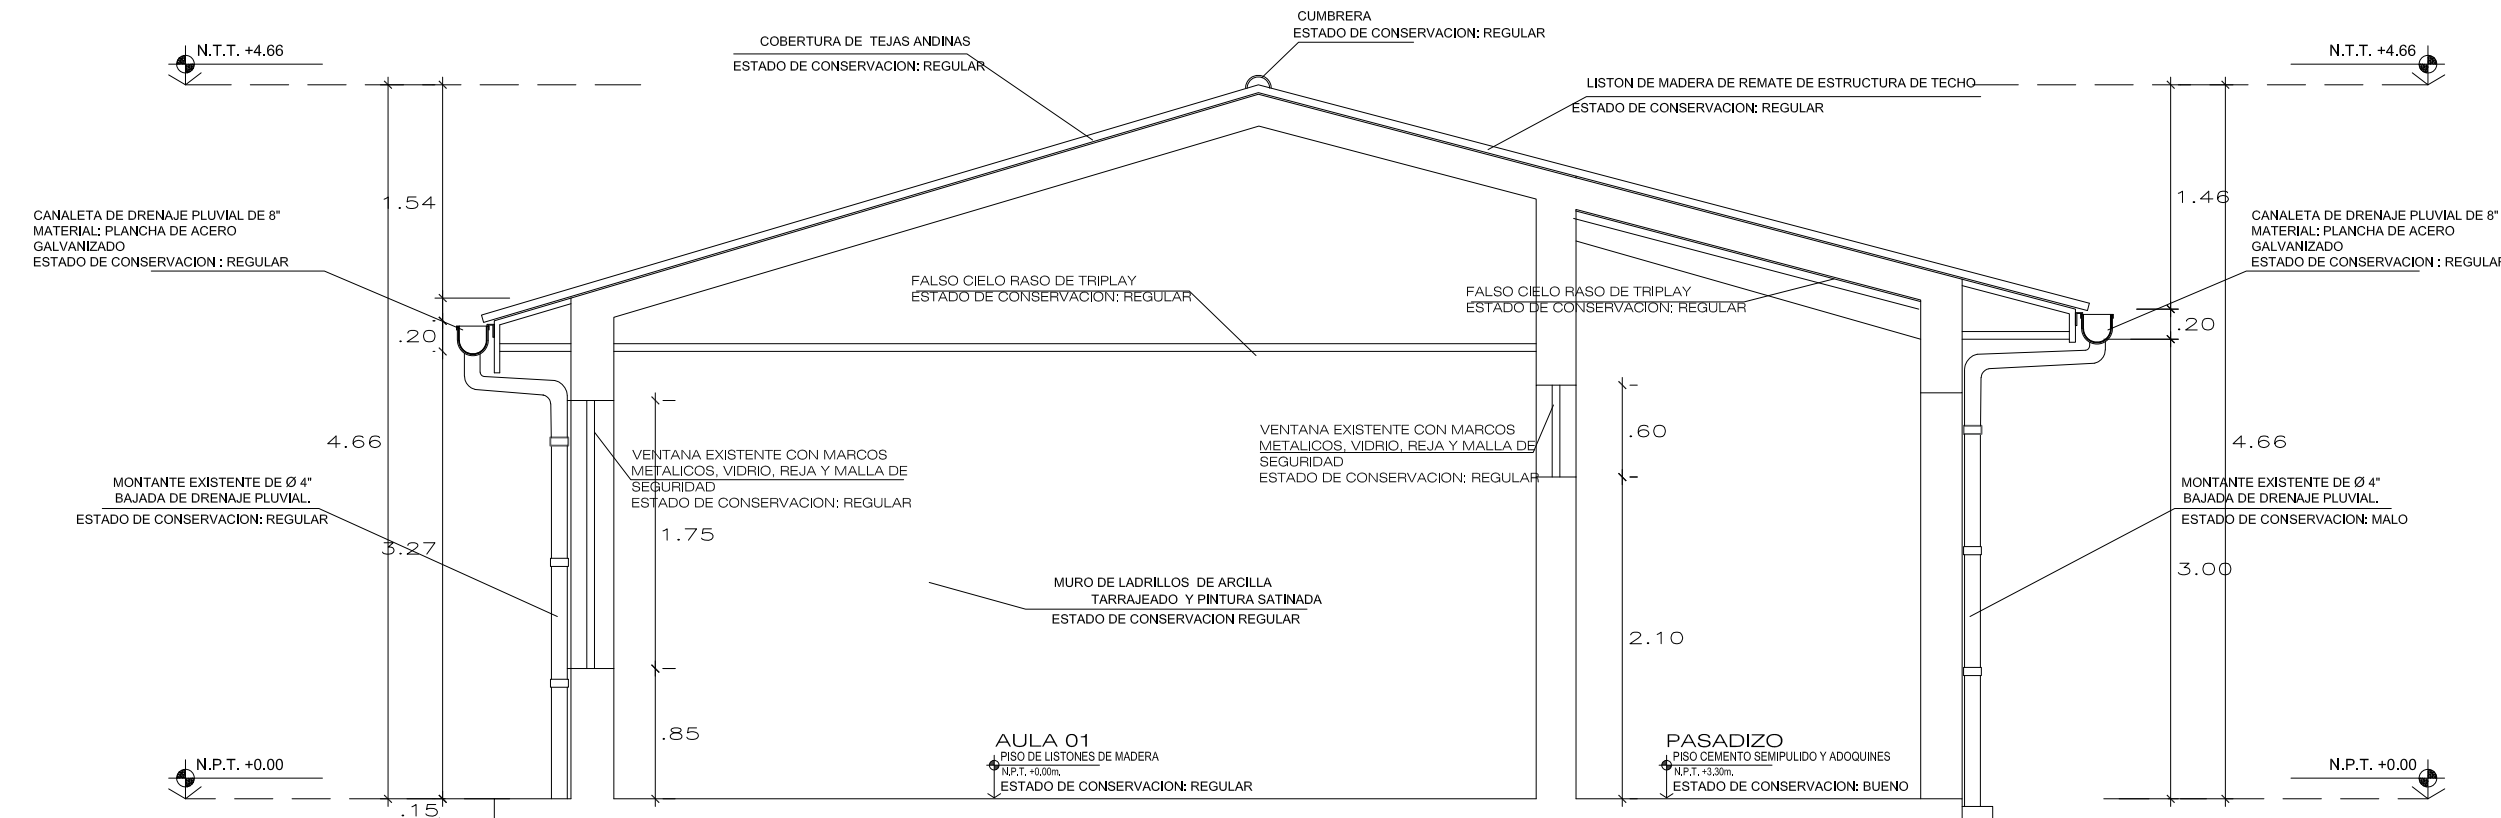 CUMBRERA
ESTADO DE CONSERVACION: REGULAR
N.T.T. +4.66
COBERTURA DE TEJAS ANDINAS
ESTADO DE CONSERVACION: REGULAR
N.T.T. +4.66
LISTON DE MADERA DE REMATE DE ESTRUCTURA DE TECHO
ESTADO DE CONSERVACION: REGULAR
1.54
1.46
CANALETA DE DRENAJE PLUVIAL DE 8"
MATERIAL: PLANCHA DE ACERO
GALVANIZADO
ESTADO DE CONSERVACION : REGULAR
CANALETA DE DRENAJE PLUVIAL DE 8"
MATERIAL: PLANCHA DE ACERO
GALVANIZADO
ESTADO DE CONSERVACION : REGULAR
FALSO CIELO RASO DE TRIPLAY
ESTADO DE CONSERVACION: REGULAR
FALSO CIELO RASO DE TRIPLAY
ESTADO DE CONSERVACION: REGULAR
.20
.20
4.66
.60
4.66
VENTANA EXISTENTE CON MARCOS
METALICOS, VIDRIO, REJA Y MALLA DE
SEGURIDAD
ESTADO DE CONSERVACION: REGULAR
VENTANA EXISTENTE CON MARCOS
METALICOS, VIDRIO, REJA Y MALLA DE
SEGURIDAD
ESTADO DE CONSERVACION: REGULAR
MONTANTE EXISTENTE DE Ø 4"
BAJADA DE DRENAJE PLUVIAL.
ESTADO DE CONSERVACION: REGULAR
MONTANTE EXISTENTE DE Ø 4"
BAJADA DE DRENAJE PLUVIAL.
ESTADO DE CONSERVACION: MALO
3.27
1.75
3.00
MURO DE LADRILLOS DE ARCILLA
TARRAJEADO Y PINTURA SATINADA
ESTADO DE CONSERVACION REGULAR
2.10
.85
AULA 01
PISO DE LISTONES DE MADERA
N.P.T. +0,00m.
ESTADO DE CONSERVACION: REGULAR
PASADIZO
PISO CEMENTO SEMIPULIDO Y ADOQUINES
N.P.T. +3,30m.
ESTADO DE CONSERVACION: BUENO
N.P.T. +0.00
N.P.T. +0.00
.15